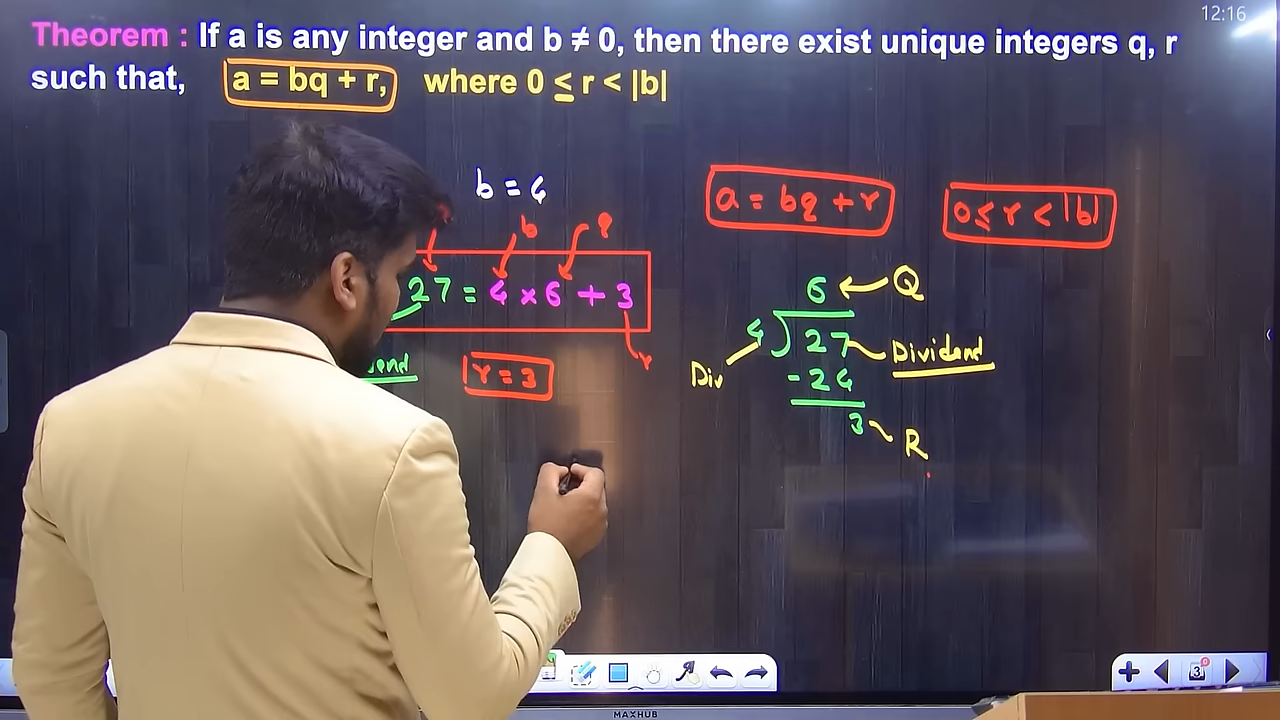 12:16
Theorem : If a is any integer and b ≠ 0, then there exist unique integers q, r
such that, a = bq + r, where 0 ≤ r < |b|
b = 4
a = bq + r
0 ≤ r < |b|
b
q
27 = 4 × 6 + 3
r
r = 3
6 ← Q
4 ) 27 Dividend
Div
-24
3 R
3
MAXHUB